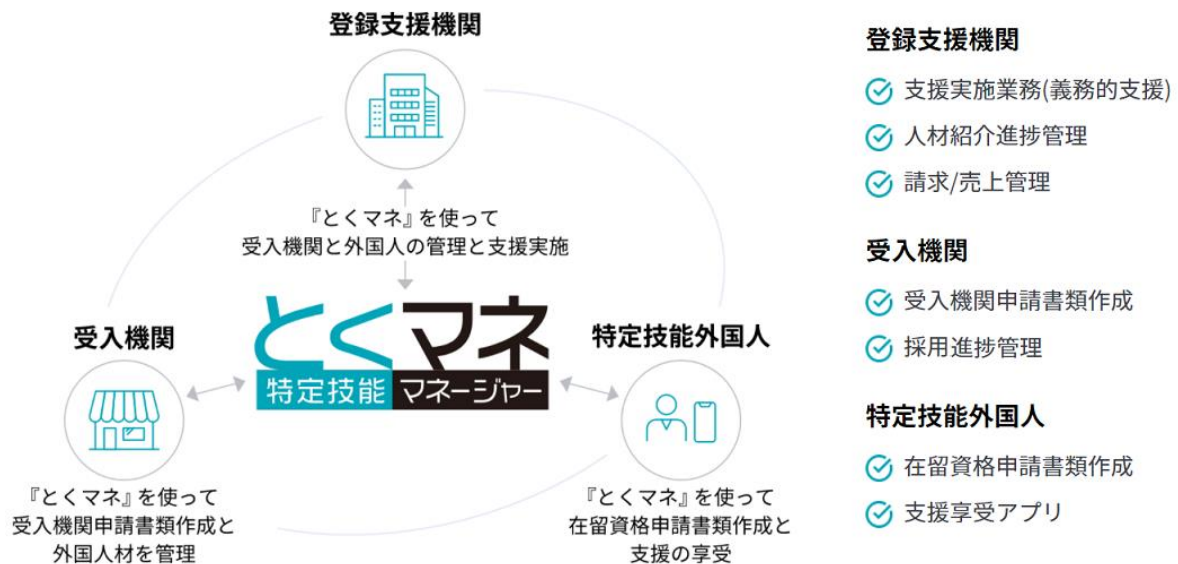 登録支援機関
『とくマネ』を使って
受入機関と外国人の管理と支援実施
とくマネ
特定技能 マネージャー
受入機関
『とくマネ』を使って
受入機関申請書類作成と
外国人材を管理
特定技能外国人
『とくマネ』を使って
在留資格申請書類作成と
支援の享受
登録支援機関
支援実施業務(義務的支援)
人材紹介進捗管理
請求/売上管理
受入機関
受入機関申請書類作成
採用進捗管理
特定技能外国人
在留資格申請書類作成
支援享受アプリ